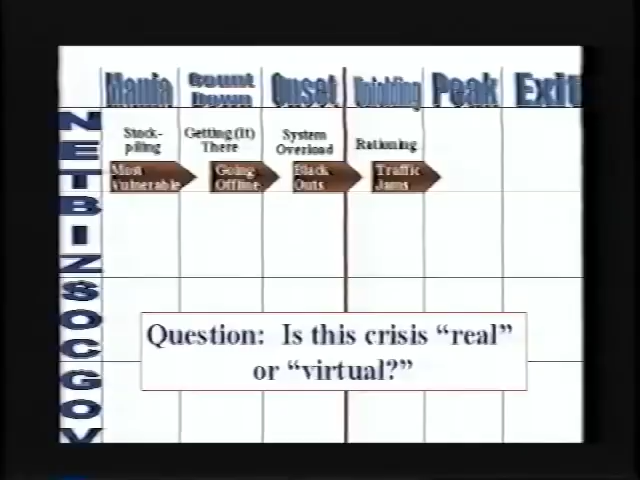 Mania
Count
Down
Onset
Unfolding
Peak
Exit
NET
BIZ
SOC
GOV
Stock-
piling
Getting (It)
There
System
Overload
Rationing
Most
Vulnerable
Going
Offline
Black
Outs
Traffic
Jams
Question: Is this crisis “real”
or “virtual?”